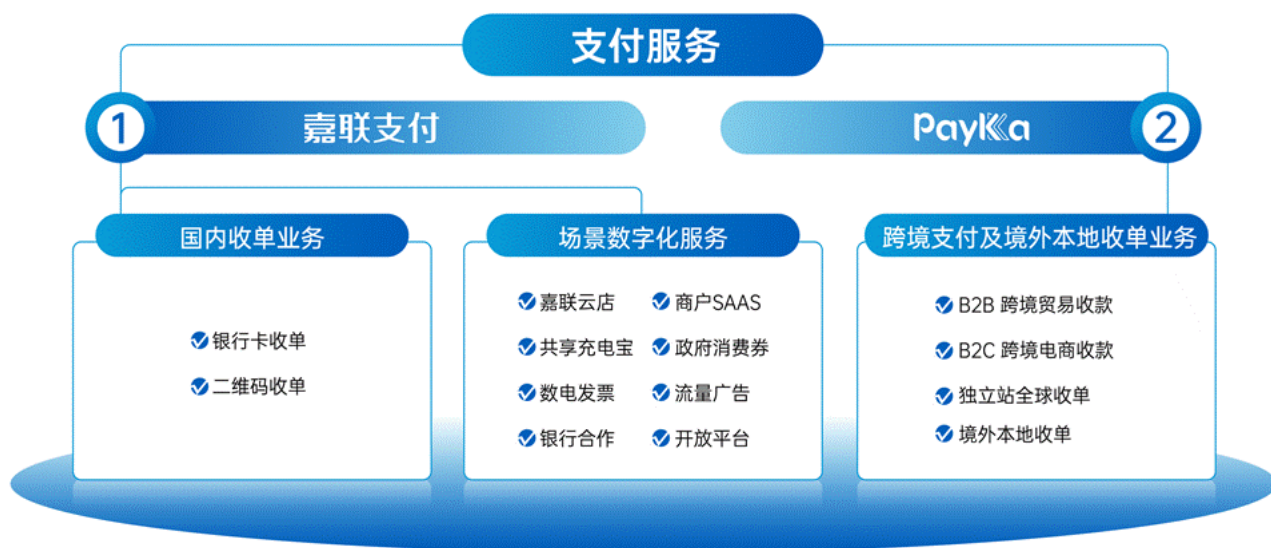 支付服务
1
嘉联支付
PayKKa
2
国内收单业务
银行卡收单
二维码收单
场景数字化服务
嘉联云店
商户SAAS
共享充电宝
政府消费券
数电发票
流量广告
银行合作
开放平台
跨境支付及境外本地收单业务
B2B 跨境贸易收款
B2C 跨境电商收款
独立站全球收单
境外本地收单